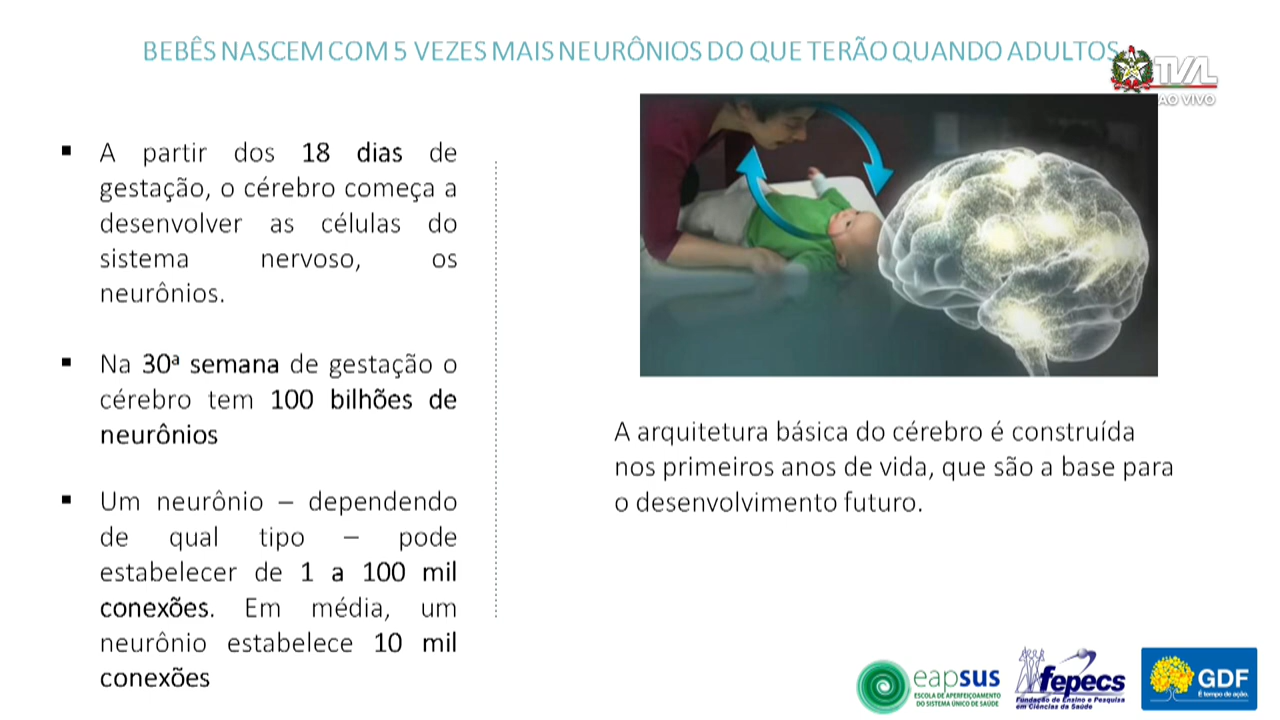 BEBÊS NASCEM COM 5 VEZES MAIS NEURÔNIOS DO QUE TERÃO QUANDO ADULTOS
TVAL
AO VIVO
A partir dos 18 dias de
gestação, o cérebro começa a
desenvolver as células do
sistema nervoso, os
neurônios.
Na 30ª semana de gestação o
cérebro tem 100 bilhões de
neurônios
Um neurônio – dependendo
de qual tipo – pode
estabelecer de 1 a 100 mil
conexões. Em média, um
neurônio estabelece 10 mil
conexões
A arquitetura básica do cérebro é construída
nos primeiros anos de vida, que são a base para
o desenvolvimento futuro.
eapsus
ESCOLA DE APERFEIÇOAMENTO
DO SISTEMA ÚNICO DE SAÚDE
fepecs
Fundação de Ensino e Pesquisa
em Ciências da Saúde
GDF
É tempo de ação.